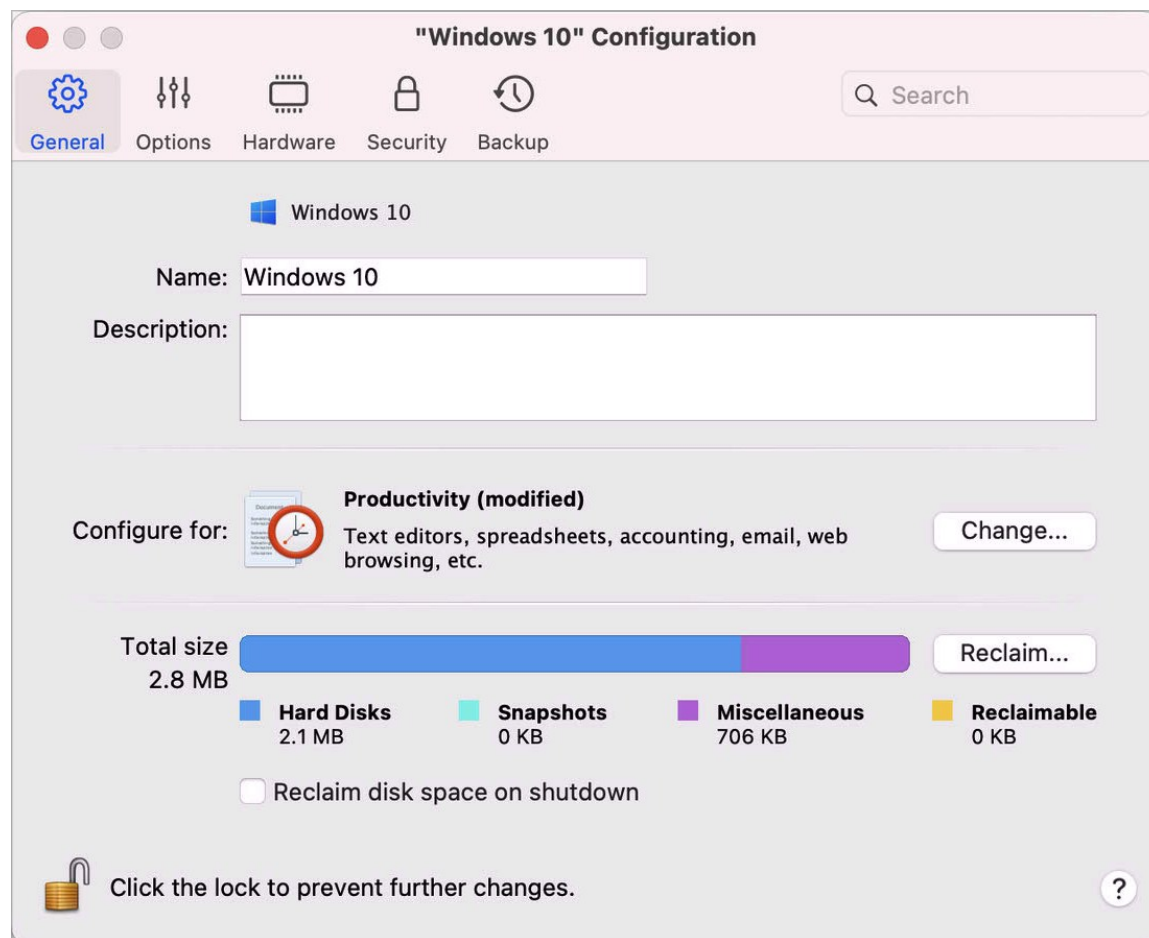 "Windows 10" Configuration
General Options Hardware Security Backup
Search
Windows 10
Name: Windows 10
Description:
Configure for:
Productivity (modified)
Text editors, spreadsheets, accounting, email, web
browsing, etc.
Change...
Total size
2.8 MB
Reclaim...
Hard Disks Snapshots Miscellaneous Reclaimable
2.1 MB 0 KB 706 KB 0 KB
Reclaim disk space on shutdown
Click the lock to prevent further changes.
?